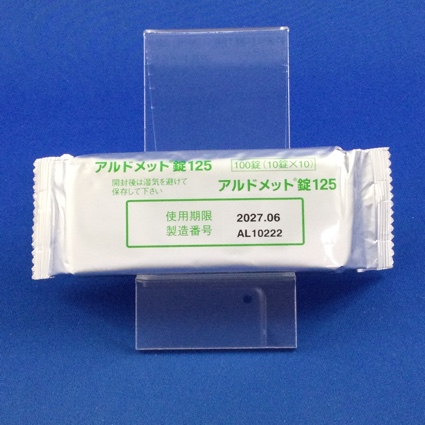 アルドメット®錠125
100錠(10錠×10)
開封後は湿気を避けて
保存して下さい
アルドメット®錠125
使用期限 2027.06
製造番号 AL10222